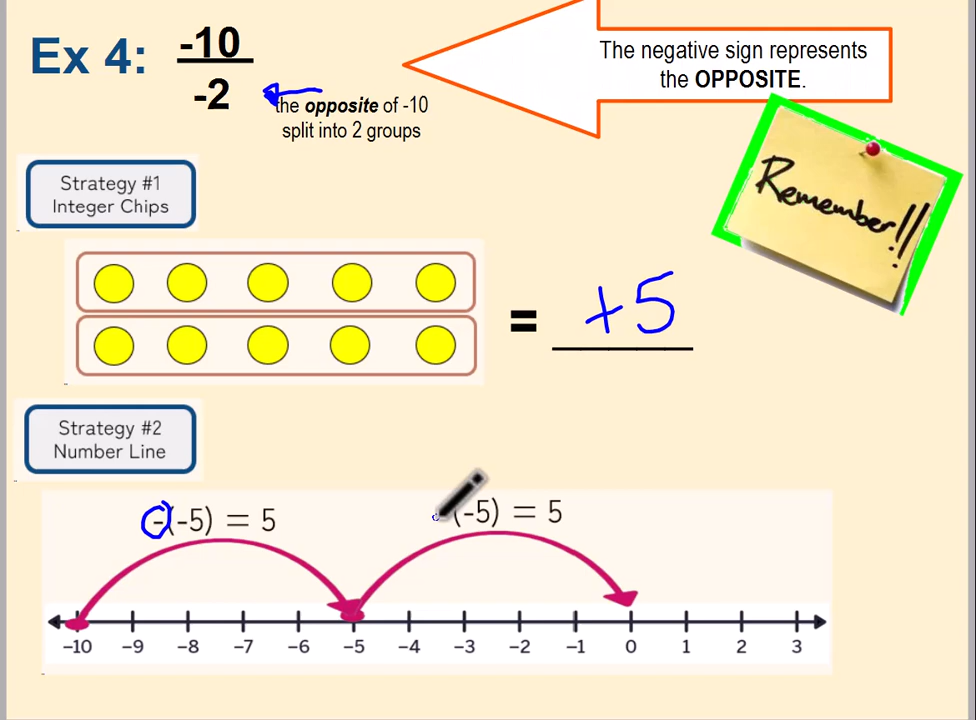 Ex 4:
-10
-2
the opposite of -10
split into 2 groups
The negative sign represents
the OPPOSITE.
Remember!!
Strategy #1
Integer Chips
= +5
Strategy #2
Number Line
-(-5) = 5
(-5) = 5
-10 -9 -8 -7 -6 -5 -4 -3 -2 -1 0 1 2 3